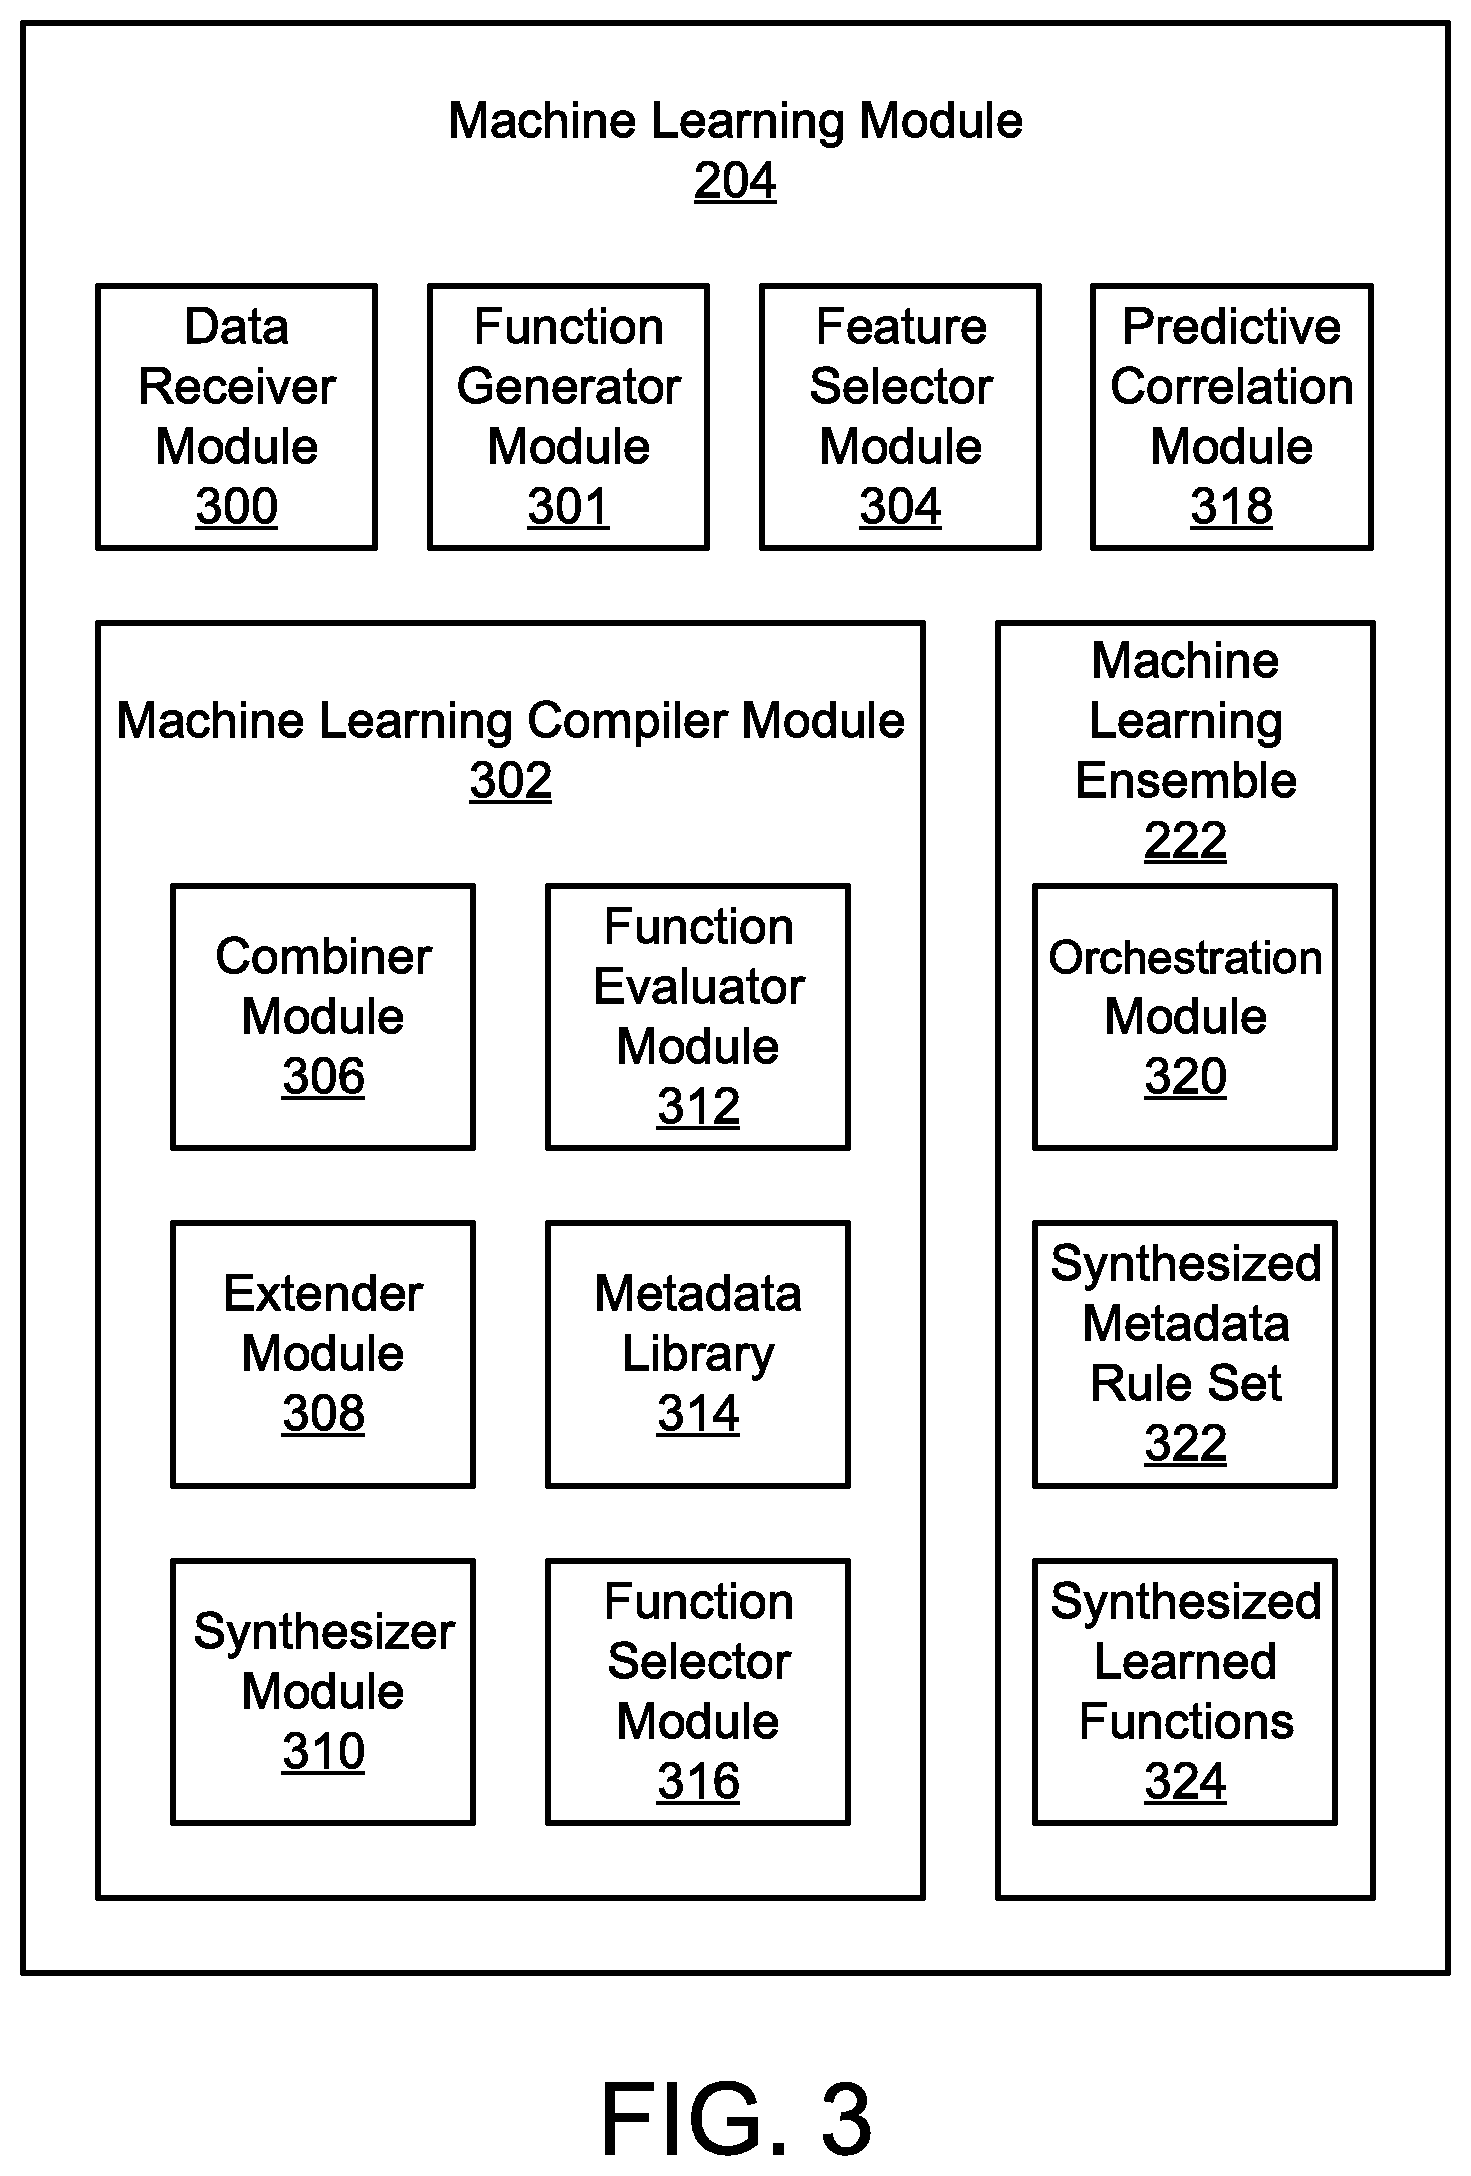 Machine Learning Module
204
Data
Receiver
Module
300
Function
Generator
Module
301
Feature
Selector
Module
304
Predictive
Correlation
Module
318
Machine Learning Compiler Module
302
Combiner
Module
306
Function
Evaluator
Module
312
Extender
Module
308
Metadata
Library
314
Synthesizer
Module
310
Function
Selector
Module
316
Machine
Learning
Ensemble
222
Orchestration
Module
320
Synthesized
Metadata
Rule Set
322
Synthesized
Learned
Functions
324
FIG. 3